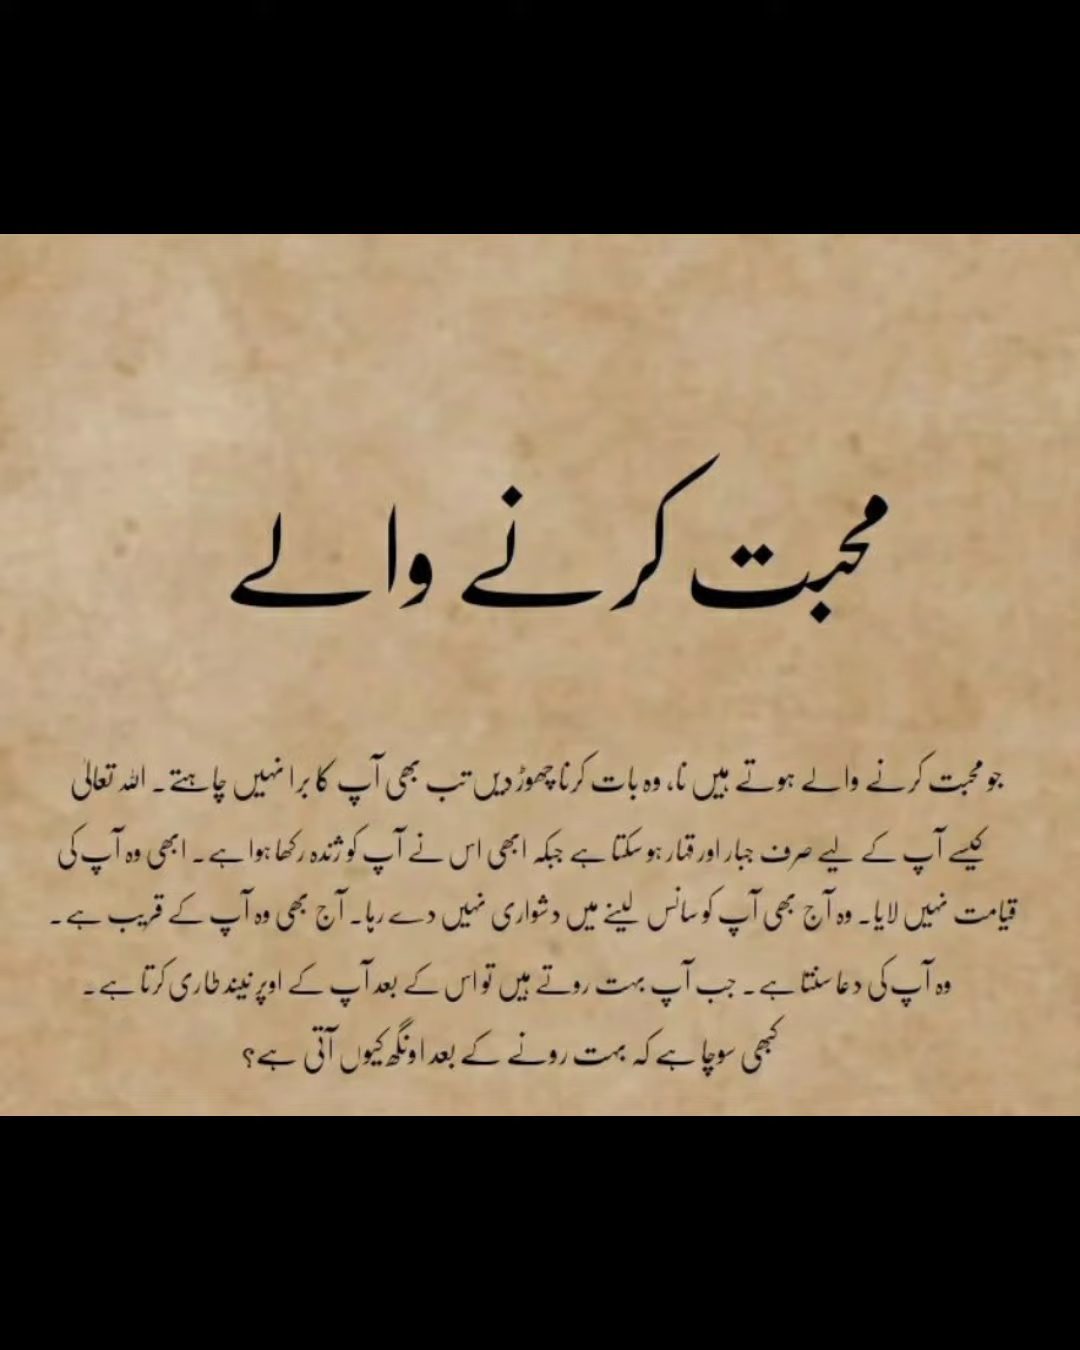 محبت کرنے والے
جو محبت کرنے والے ہوتے ہیں نا، وہ بات کرنا چھوڑ دیں تب بھی آپ کا برا نہیں چاہتے۔ اللہ تعالیٰ
کیسے آپ کے لیے صرف جبار اور قہار ہو سکتا ہے جبکہ ابھی اس نے آپ کو زندہ رکھا ہوا ہے۔ ابھی وہ آپ کی
قیامت نہیں لایا۔ وہ آج بھی آپ کو سانس لینے میں دشواری نہیں دے رہا۔ آج بھی وہ آپ کے قریب ہے۔
وہ آپ کی دعا سنتا ہے۔ جب آپ بہت روتے ہیں تو اس کے بعد آپ کے اوپر نیند طاری کرتا ہے۔
کبھی سوچا ہے کہ بہت رونے کے بعد اونگھ کیوں آتی ہے؟